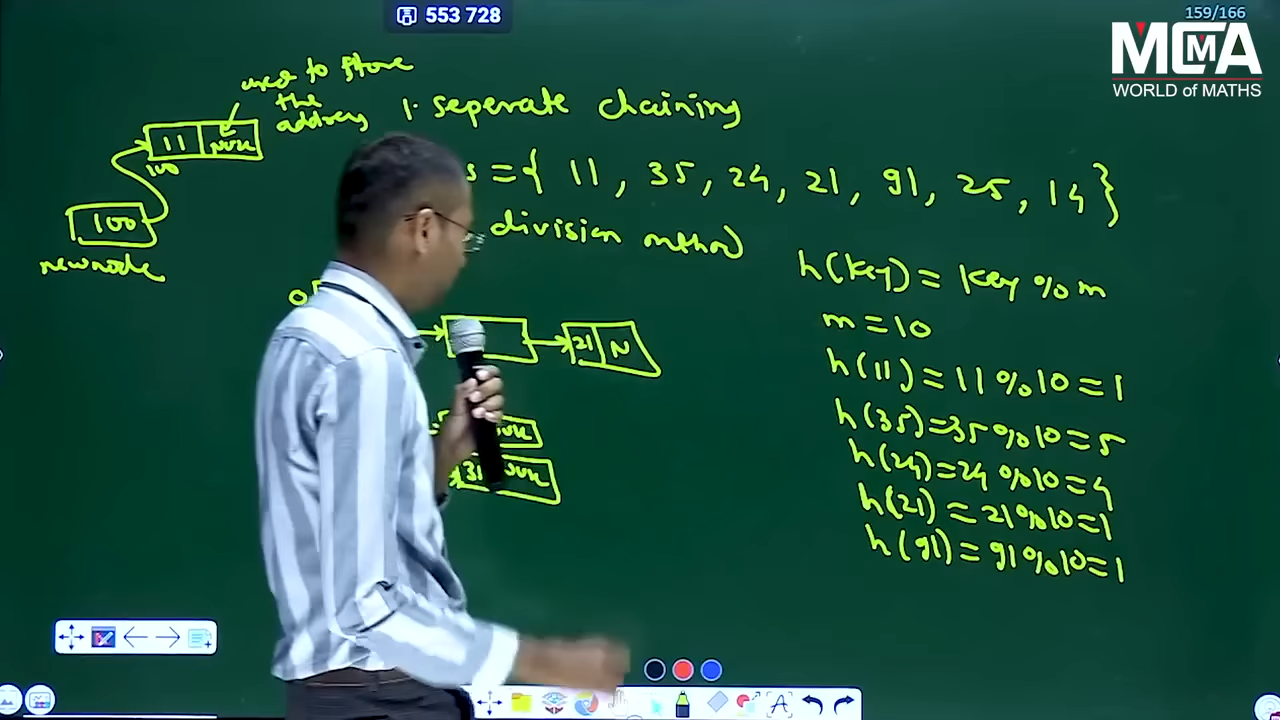 553 728
159/166
MCMA
WORLD of MATHS
used to store
the
address
11 NULL
100
100
newnode
1. seperate chaining
s = { 11, 35, 24, 21, 91, 25, 14 }
division method
h(key) = key % m
m = 10
h(11) = 11 % 10 = 1
h(35) = 35 % 10 = 5
h(24) = 24 % 10 = 4
h(21) = 21 % 10 = 1
h(91) = 91 % 10 = 1
0
21 N